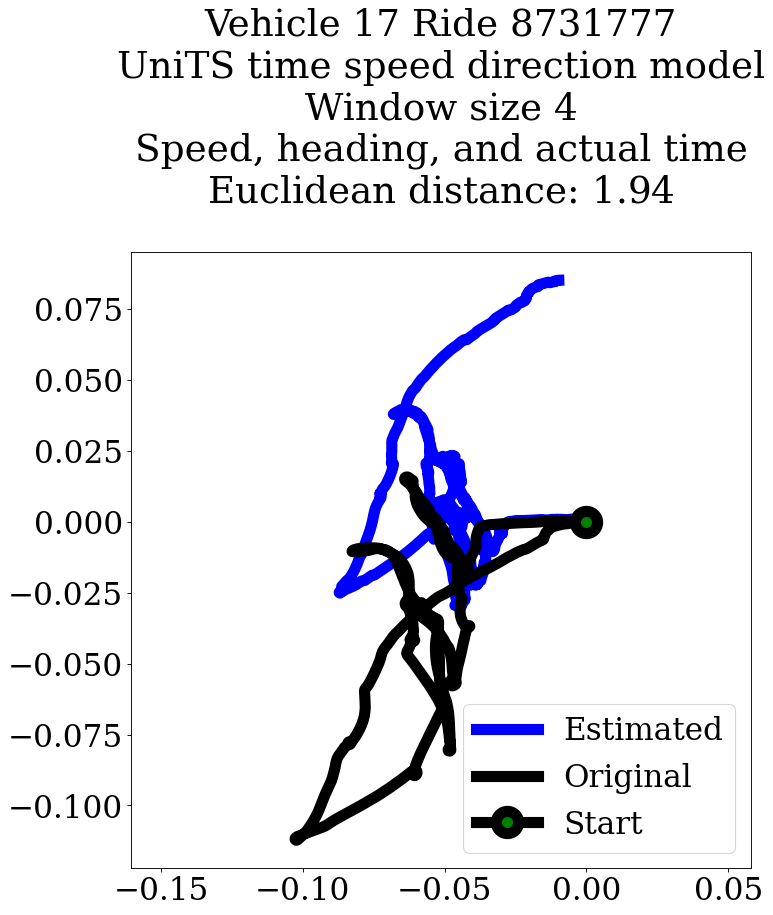 Vehicle 17 Ride 8731777
UniTS time speed direction model
Window size 4
Speed, heading, and actual time
Euclidean distance: 1.94
0.075
0.050
0.025
0.000
−0.025
−0.050
−0.075
−0.100
Estimated
Original
Start
−0.15 −0.10 −0.05 0.00 0.05